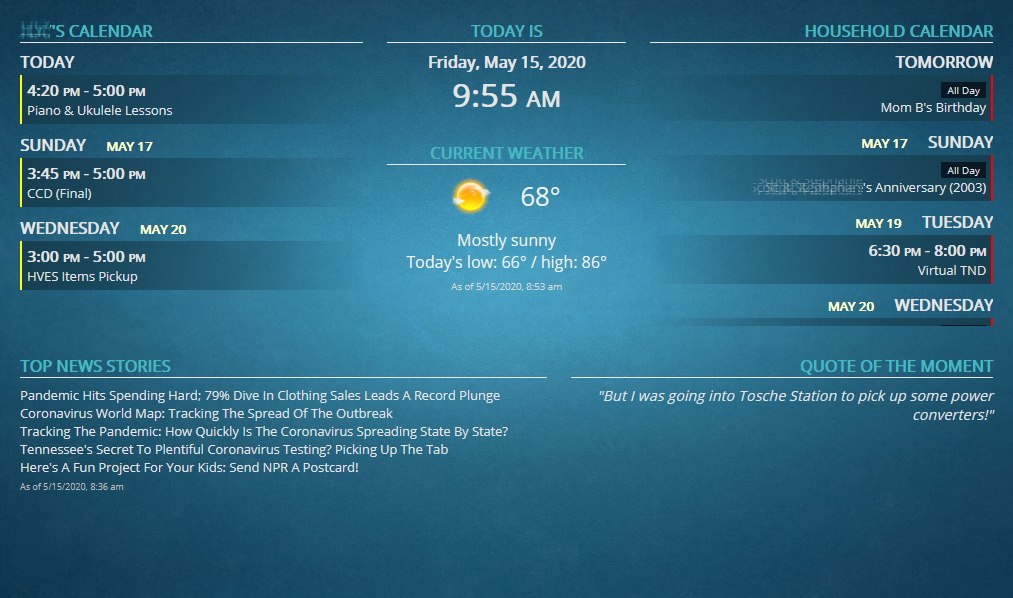 'S CALENDAR
TODAY
4:20 PM - 5:00 PM
Piano & Ukulele Lessons
SUNDAY MAY 17
3:45 PM - 5:00 PM
CCD (Final)
WEDNESDAY MAY 20
3:00 PM - 5:00 PM
HVES Items Pickup
TODAY IS
Friday, May 15, 2020
9:55 AM
CURRENT WEATHER
68°
Mostly sunny
Today's low: 66° / high: 86°
As of 5/15/2020, 8:53 am
HOUSEHOLD CALENDAR
TOMORROW
All Day
Mom B's Birthday
MAY 17 SUNDAY
All Day
's Anniversary (2003)
MAY 19 TUESDAY
6:30 PM - 8:00 PM
Virtual TND
MAY 20 WEDNESDAY
TOP NEWS STORIES
Pandemic Hits Spending Hard; 79% Dive In Clothing Sales Leads A Record Plunge
Coronavirus World Map: Tracking The Spread Of The Outbreak
Tracking The Pandemic: How Quickly Is The Coronavirus Spreading State By State?
Tennessee's Secret To Plentiful Coronavirus Testing? Picking Up The Tab
Here's A Fun Project For Your Kids: Send NPR A Postcard!
As of 5/15/2020, 8:36 am
QUOTE OF THE MOMENT
"But I was going into Tosche Station to pick up some power
converters!"